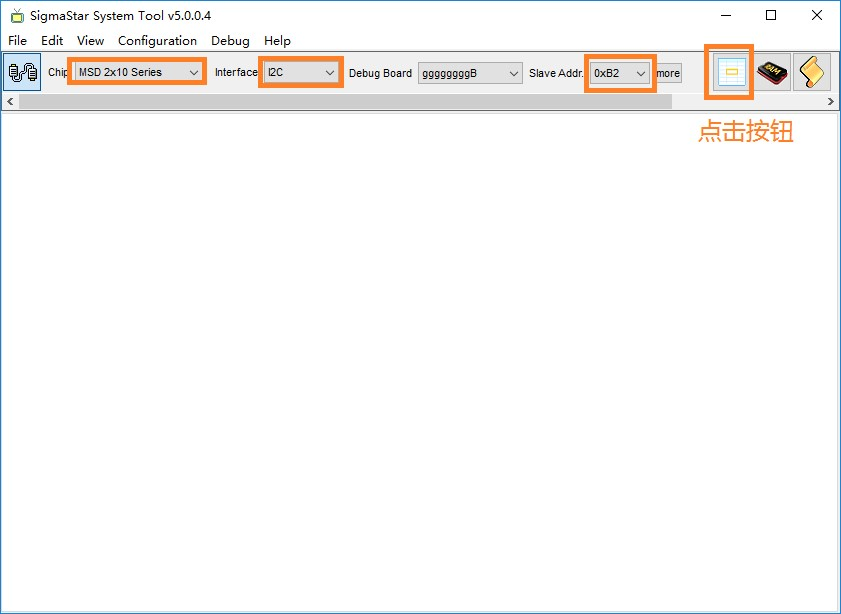 SigmaStar System Tool v5.0.0.4
File Edit View Configuration Debug Help
Chip MSD 2x10 Series Interface I2C Debug Board ggggggggB Slave Addr. 0xB2 more
RAM
点击按钮